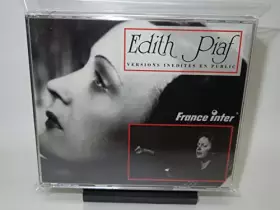 Edith Piaf
VERSIONS INEDITES EN PUBLIC
France Inter